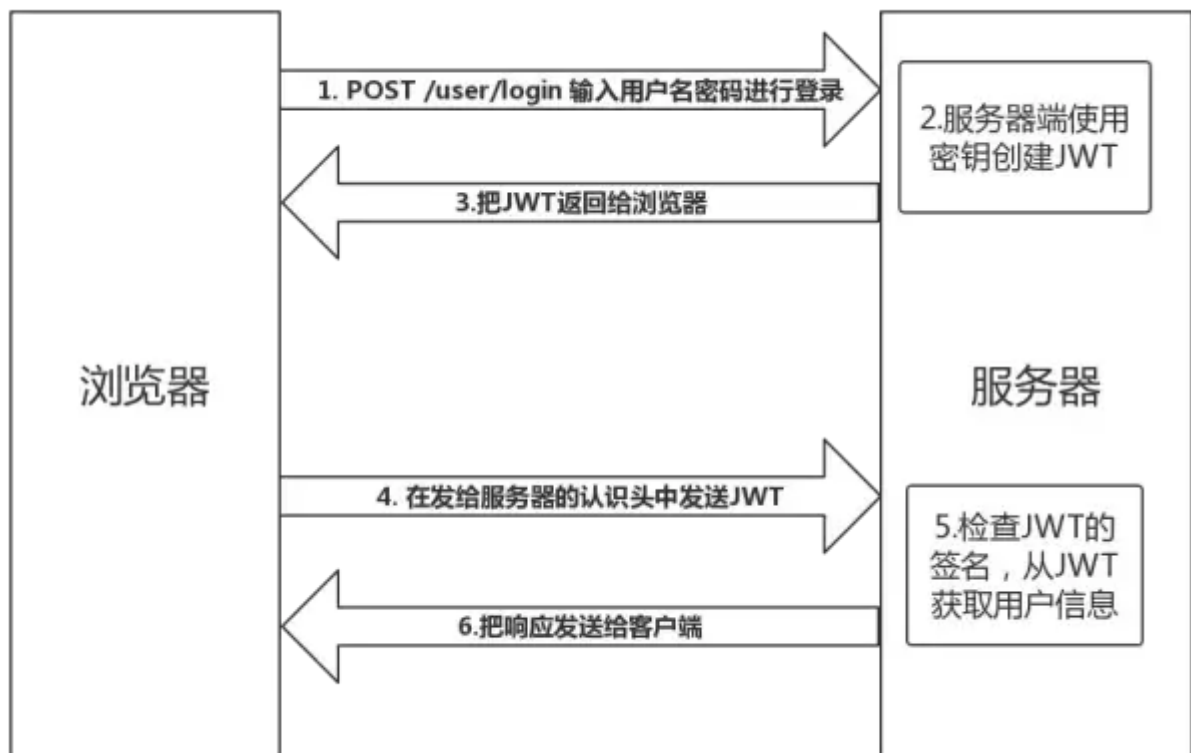 1. POST /user/login 输入用户名密码进行登录
2.服务器端使用
密钥创建JWT
3.把JWT返回给浏览器
浏览器
服务器
4. 在发给服务器的认识头中发送JWT
5.检查JWT的
签名，从JWT
获取用户信息
6.把响应发送给客户端